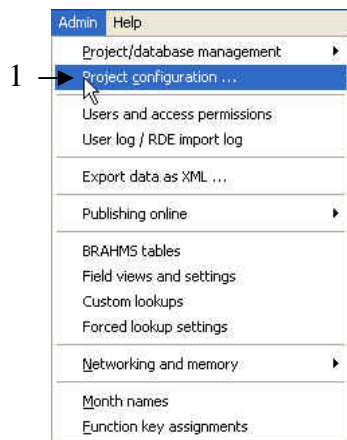 Admin Help
Project/database management
1 Project configuration ...
Users and access permissions
User log / RDE import log
Export data as XML ...
Publishing online
BRAHMS tables
Field views and settings
Custom lookups
Forced lookup settings
Networking and memory
Month names
Function key assignments